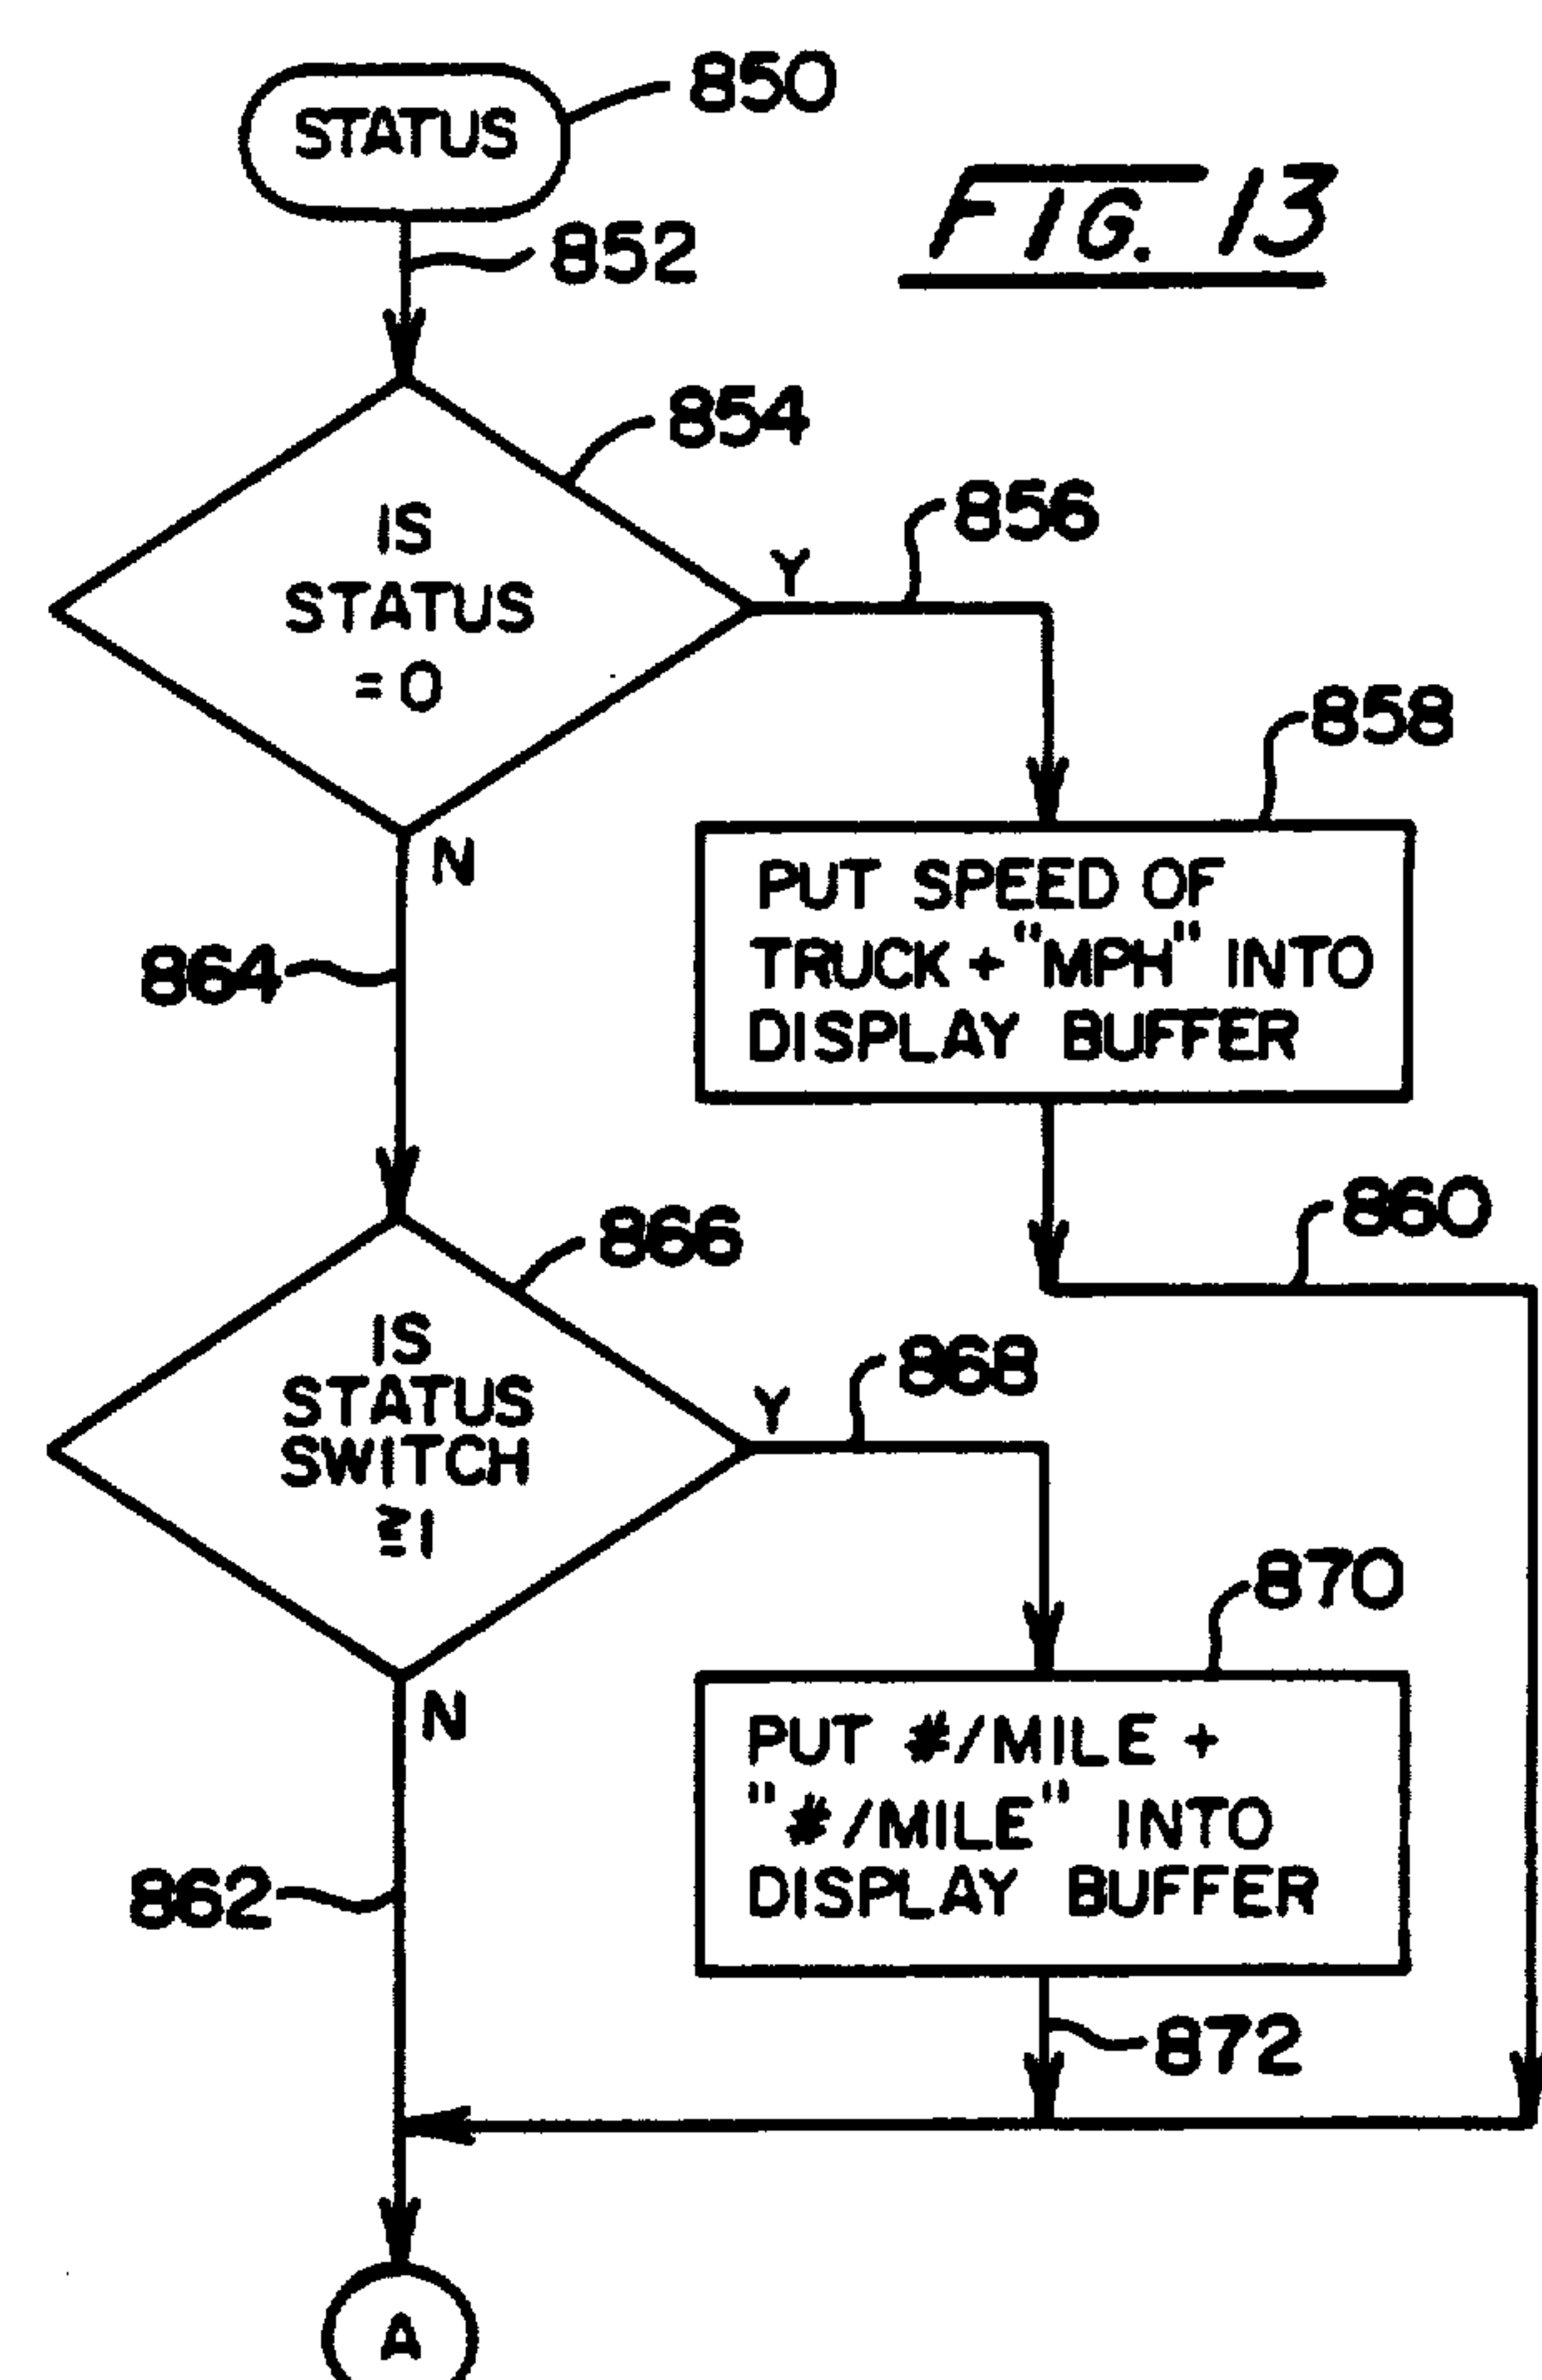 850
STATUS
FIG. 13
852
854
IS
STATUS
=0
856
Y
858
N
PUT SPEED OF
TRUCK + "MPH" INTO
DISPLAY BUFFER
864
860
866
IS
STATUS
SWITCH
≥1
868
Y
870
N
PUT #/MILE +
"#/MILE" INTO
DISPLAY BUFFER
862
872
A